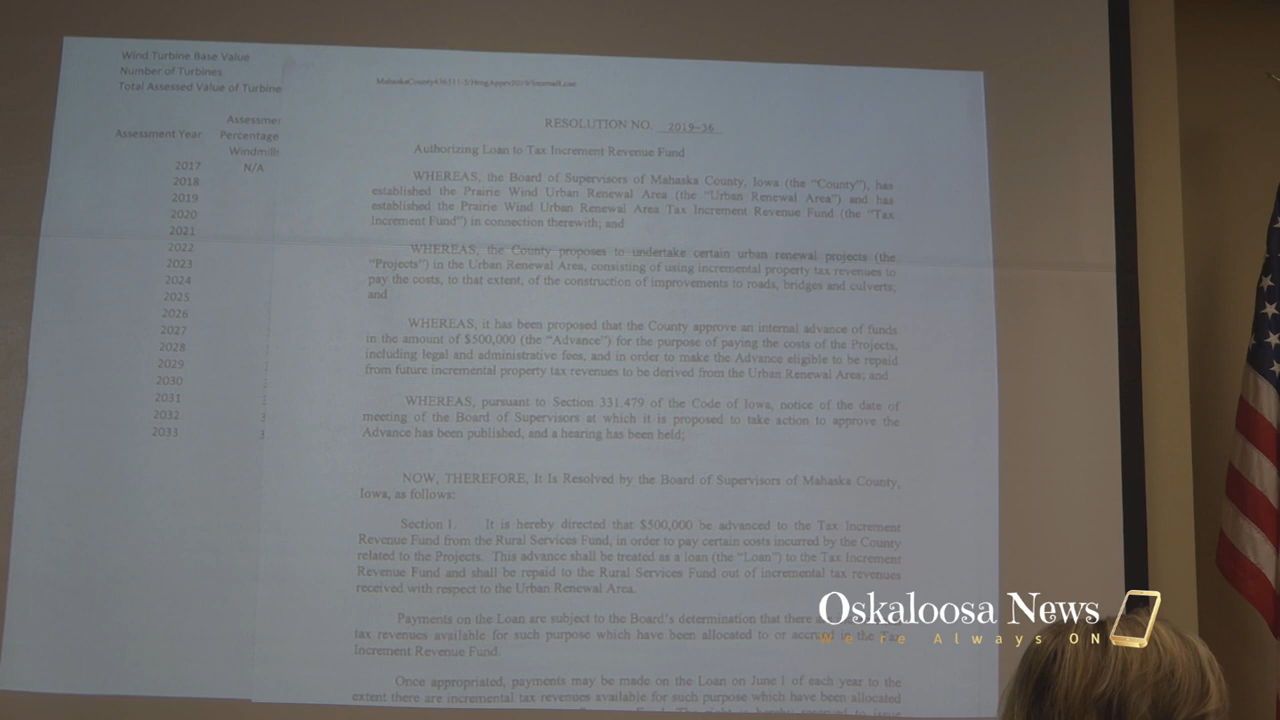 Wind Turbine Base Value
Number of Turbines
Total Assessed Value of Turbine
Assessmen
Assessment Year Percentage
Windmills
2017 N/A
2018
2019
2020
2021
2022
2023
2024
2025
2026
2027
2028
2029
2030
2031
2032 3
2033 3
RESOLUTION NO. 2019-36
Authorizing Loan to Tax Increment Revenue Fund
WHEREAS, the Board of Supervisors of Mahaska County, Iowa (the “County”), has
established the Prairie Wind Urban Renewal Area (the “Urban Renewal Area”) and has
established the Prairie Wind Urban Renewal Area Tax Increment Revenue Fund (the “Tax
Increment Fund”) in connection therewith; and
WHEREAS, the County proposes to undertake certain urban renewal projects (the
“Projects”) in the Urban Renewal Area, consisting of using incremental property tax revenues to
pay the costs, to that extent, of the construction of improvements to roads, bridges and culverts;
and
WHEREAS, it has been proposed that the County approve an internal advance of funds
in the amount of $500,000 (the “Advance”) for the purpose of paying the costs of the Projects,
including legal and administrative fees, and in order to make the Advance eligible to be repaid
from future incremental property tax revenues to be derived from the Urban Renewal Area; and
WHEREAS, pursuant to Section 331.479 of the Code of Iowa, notice of the date of
meeting of the Board of Supervisors at which it is proposed to take action to approve the
Advance has been published, and a hearing has been held;
NOW, THEREFORE, It Is Resolved by the Board of Supervisors of Mahaska County,
Iowa, as follows:
Section 1. It is hereby directed that $500,000 be advanced to the Tax Increment
Revenue Fund from the Rural Services Fund, in order to pay certain costs incurred by the County
related to the Projects. This advance shall be treated as a loan (the “Loan”) to the Tax Increment
Revenue Fund and shall be repaid to the Rural Services Fund out of incremental tax revenues
received with respect to the Urban Renewal Area.
Payments on the Loan are subject to the Board’s determination that there
tax revenues available for such purpose which have been allocated to or accrued in the Tax
Increment Revenue Fund.
Once appropriated, payments may be made on the Loan on June 1 of each year to the
extent there are incremental tax revenues available for such purpose which have been allocated
Oskaloosa News
We're Always ON